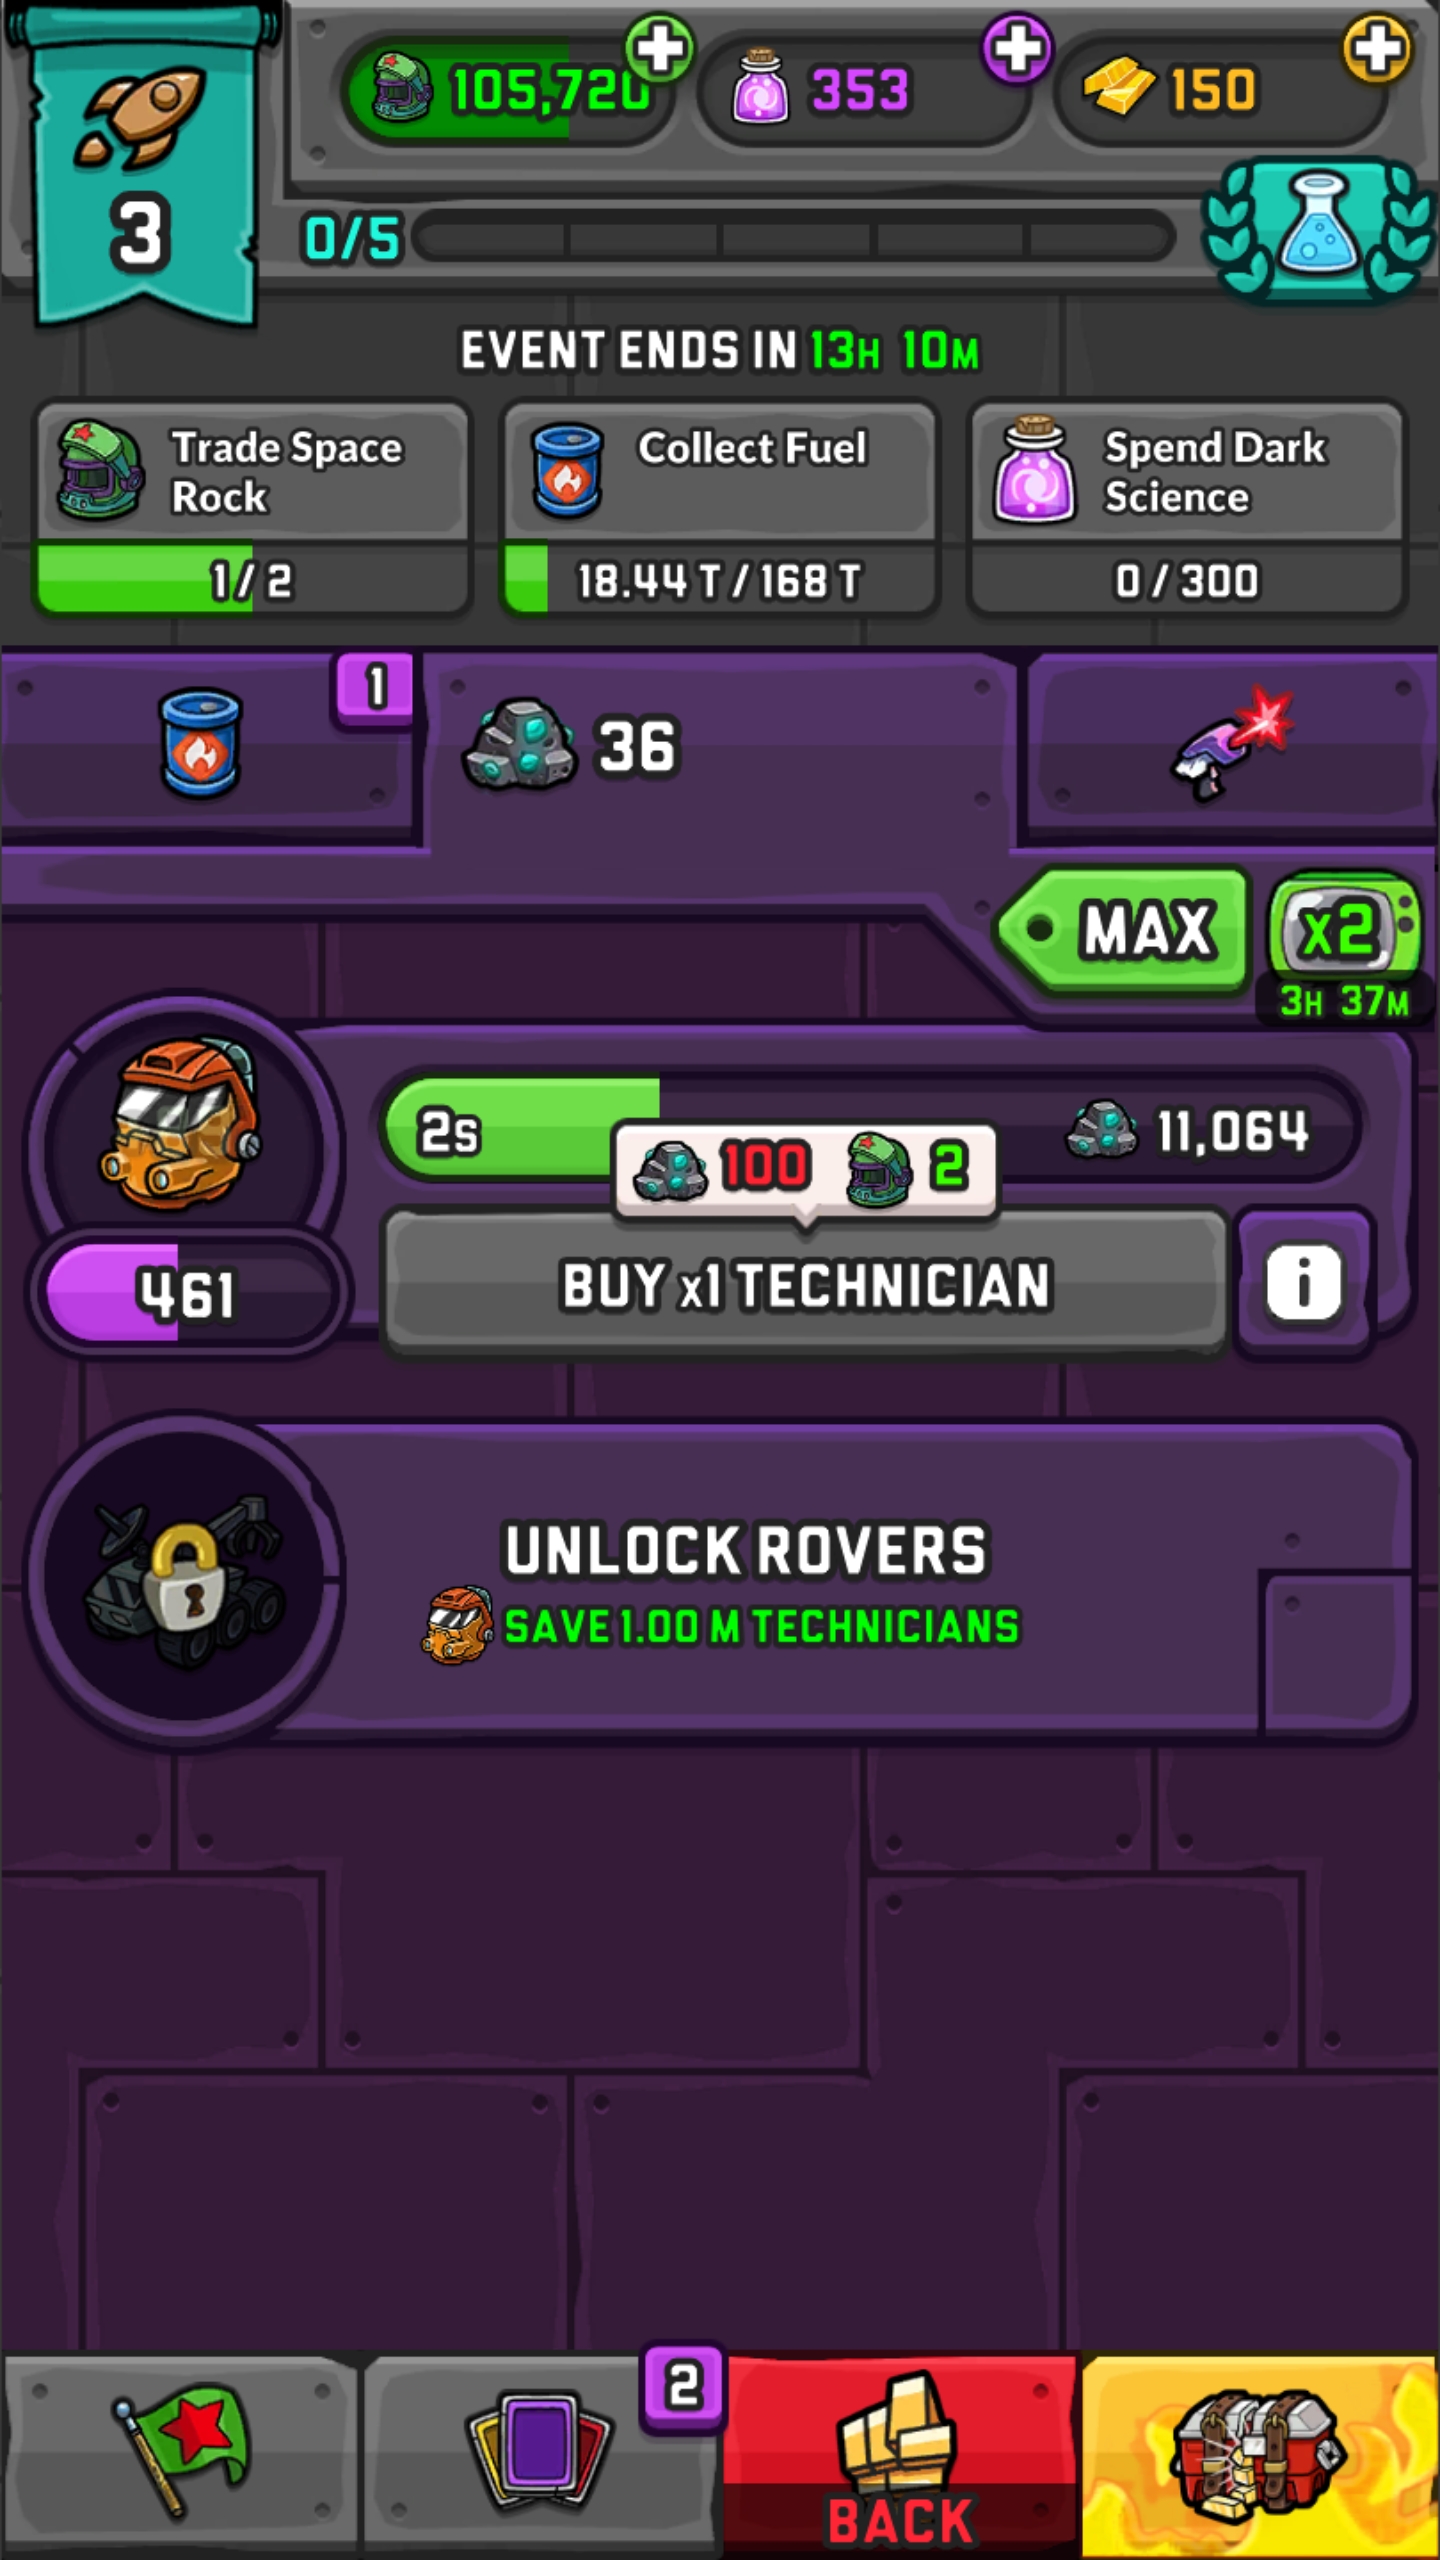 105,720
353
150
3
0/5
EVENT ENDS IN 13H 10M
Trade Space
Rock
1 / 2
Collect Fuel
18.44 T / 168 T
Spend Dark
Science
0 / 300
1
36
MAX
x2
3H 37M
2s
11,064
100 2
461
BUY x1 TECHNICIAN
i
UNLOCK ROVERS
SAVE 1.00 M TECHNICIANS
2
BACK